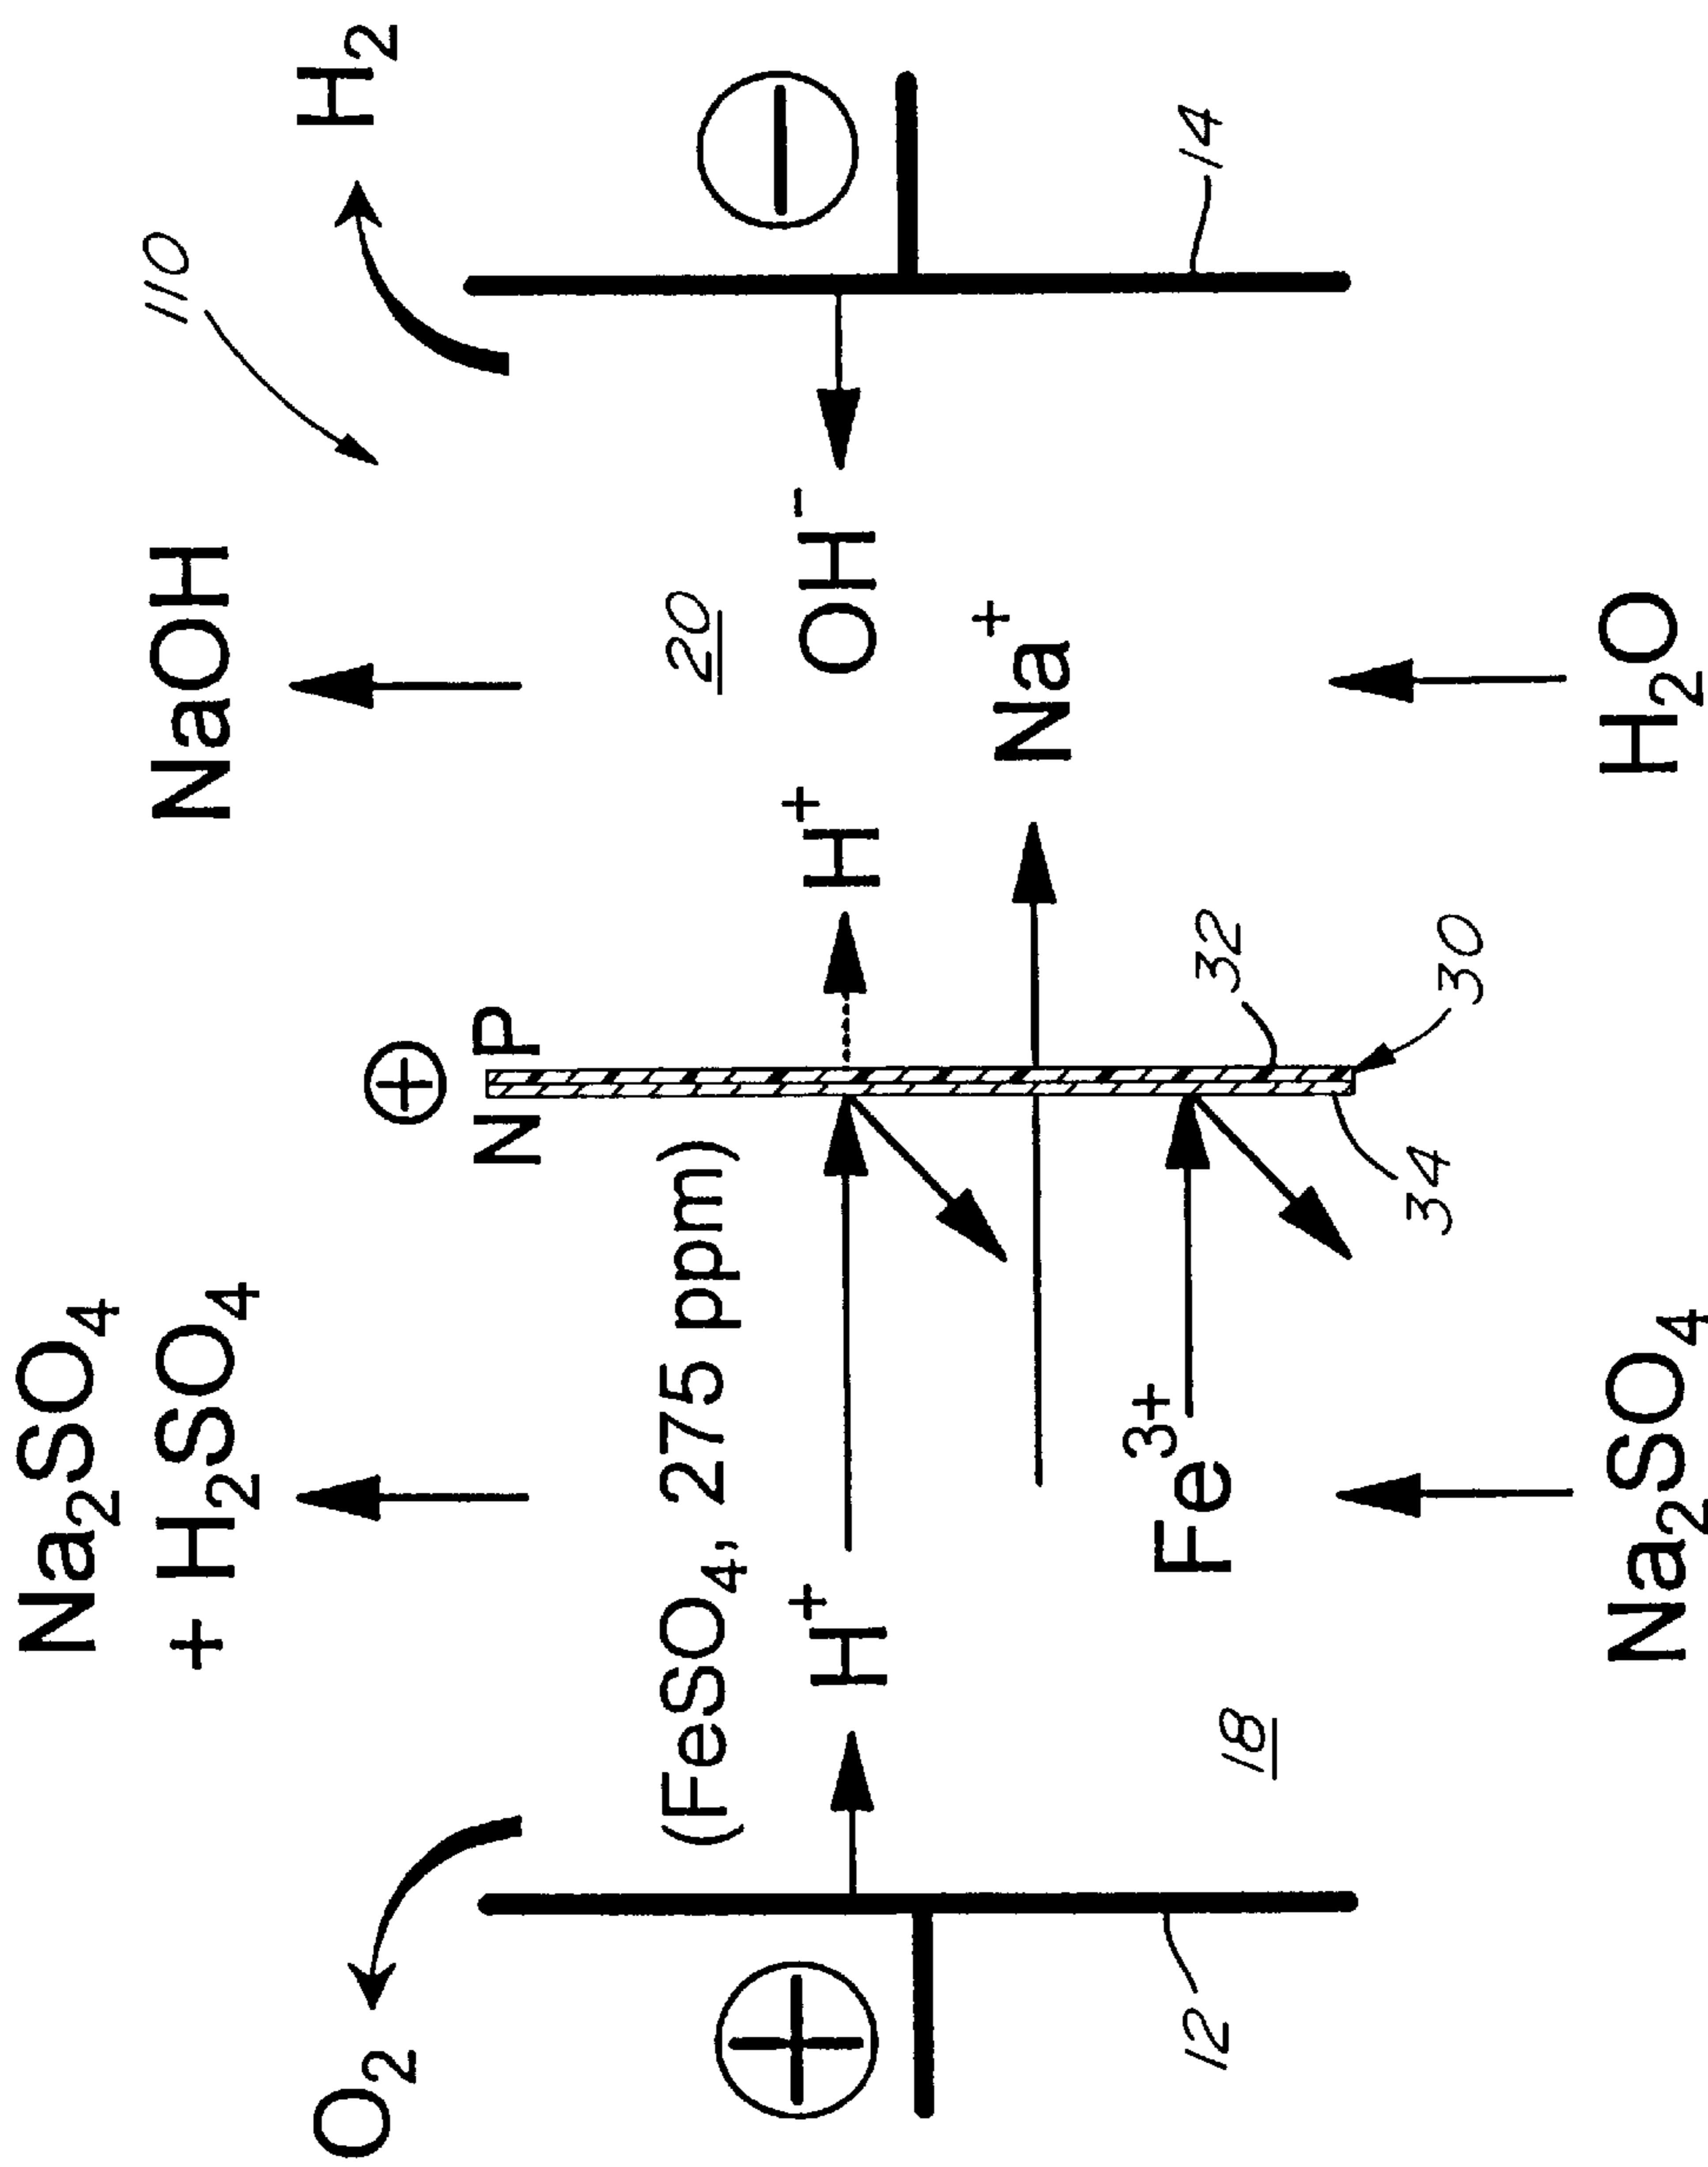 Na2SO4
+ H2SO4
NaOH
110
O2
H2
+
N P
(FeSO4, 275 ppm)
20
+
−
H+
H+
OH−
Na+
Fe3+
12
18
32
14
34
30
Na2SO4
H2O